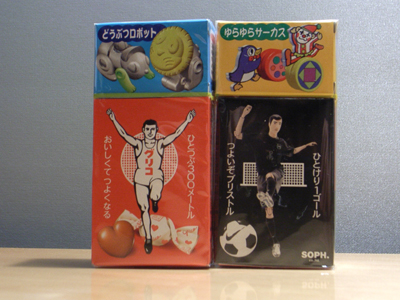 どうぶつロボット
ゆらゆらサーカス
ひとつぶ300メートル
グリコ
おいしくてつよくなる
ひとけり1ゴール
つよいぞブリストル
SOPH.